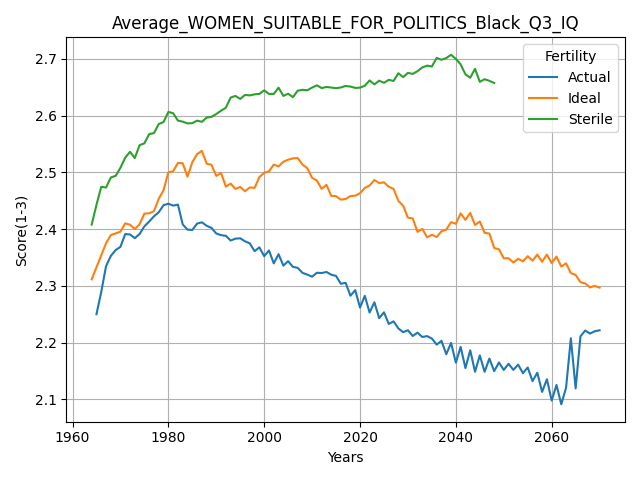 Average_WOMEN_SUITABLE_FOR_POLITICS_Black_Q3_IQ
Score(1-3)
2.7
2.6
2.5
2.4
2.3
2.2
2.1
Fertility
Actual
Ideal
Sterile
1960 1980 2000 2020 2040 2060
Years